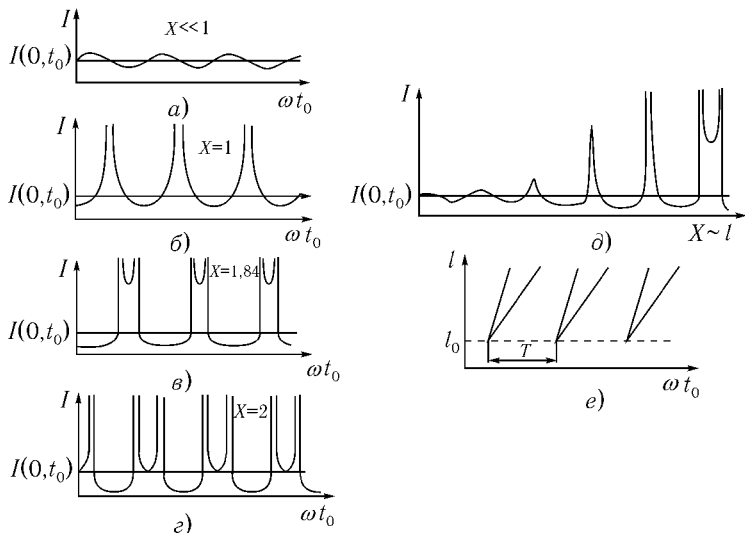 I
X<<1
I(0,t₀)
ωt₀
а)
I
X=1
I(0,t₀)
ωt₀
б)
I
X=1,84
I(0,t₀)
ωt₀
в)
I
X=2
I(0,t₀)
ωt₀
г)
I
I(0,t₀)
X~l
д)
l
l₀
T
ωt₀
е)